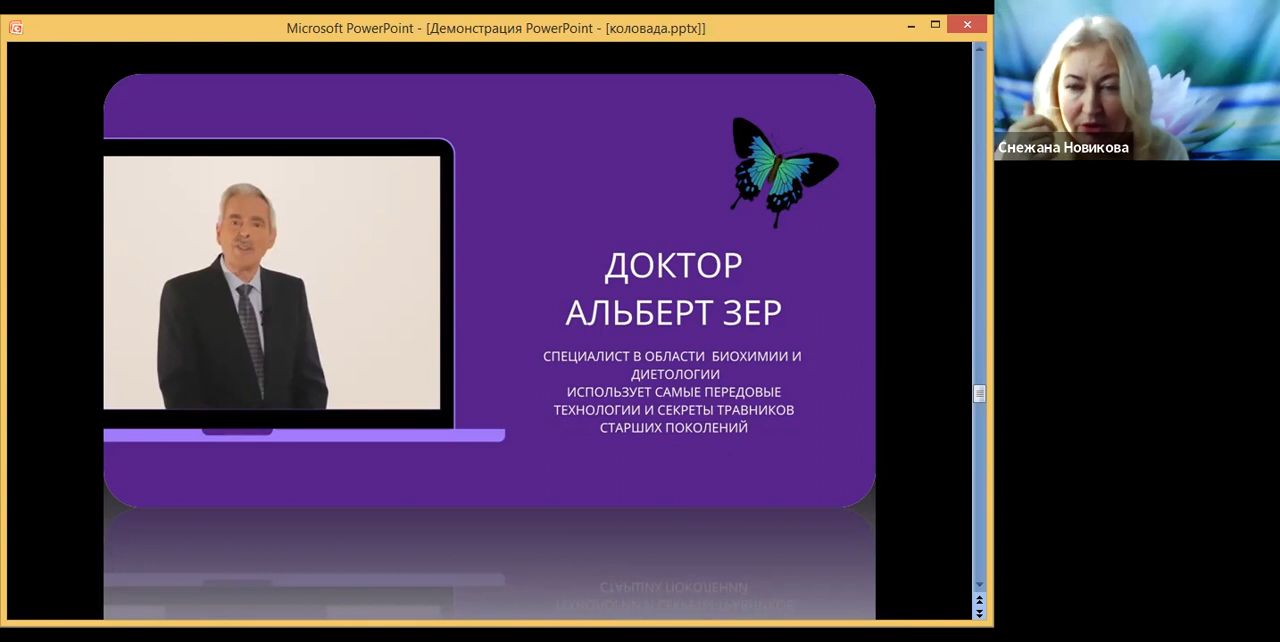 Microsoft PowerPoint - [Демонстрация PowerPoint - [коловада.pptx]]
Снежана Новикова
ДОКТОР
АЛЬБЕРТ ЗЕР
СПЕЦИАЛИСТ В ОБЛАСТИ БИОХИМИИ И
ДИЕТОЛОГИИ
ИСПОЛЬЗУЕТ САМЫЕ ПЕРЕДОВЫЕ
ТЕХНОЛОГИИ И СЕКРЕТЫ ТРАВНИКОВ
СТАРШИХ ПОКОЛЕНИЙ